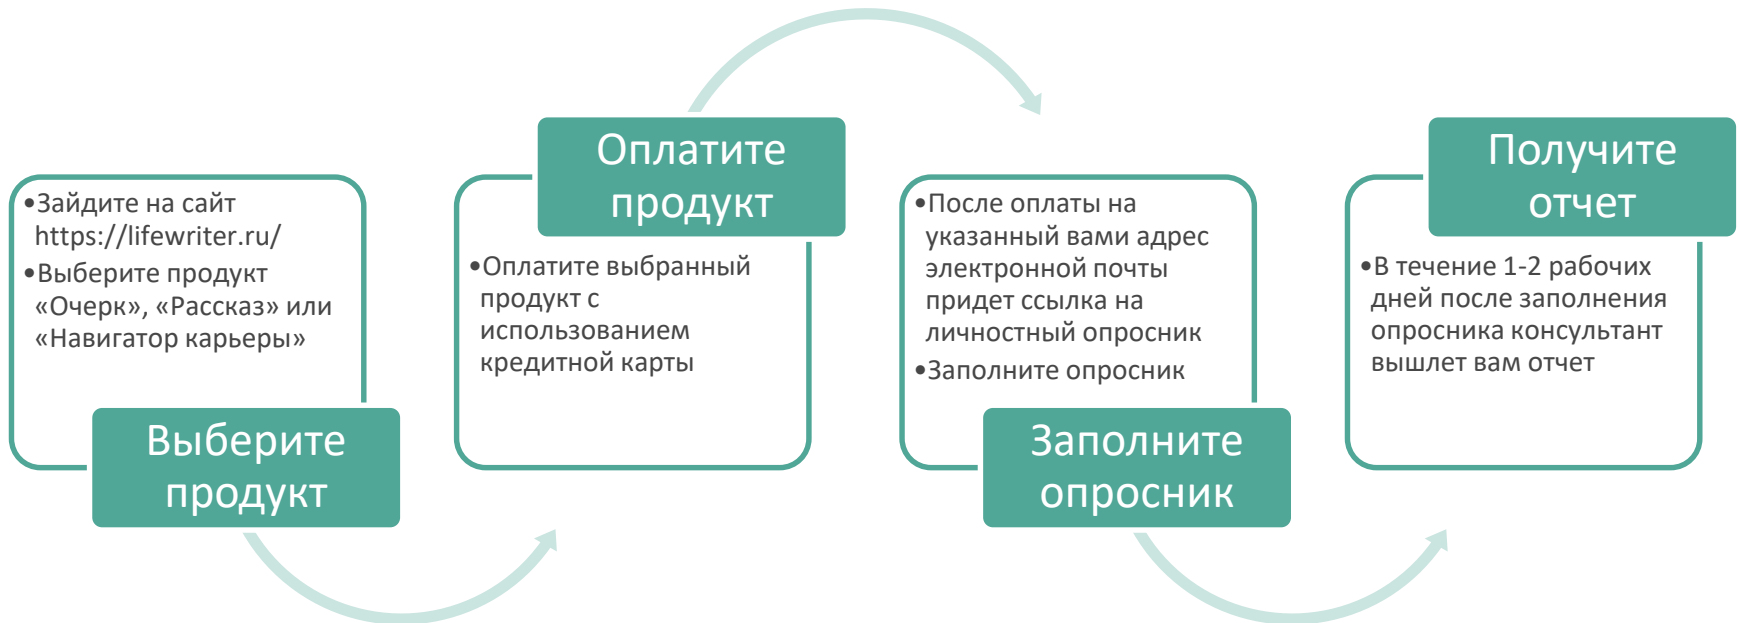 •Зайдите на сайт
https://lifewriter.ru/
•Выберите продукт
«Очерк», «Рассказ» или
«Навигатор карьеры»
Выберите
продукт
Оплатите
продукт
•Оплатите выбранный
продукт с
использованием
кредитной карты
•После оплаты на
указанный вами адрес
электронной почты
придет ссылка на
личностный опросник
•Заполните опросник
Заполните
опросник
Получите
отчет
•В течение 1-2 рабочих
дней после заполнения
опросника консультант
вышлет вам отчет